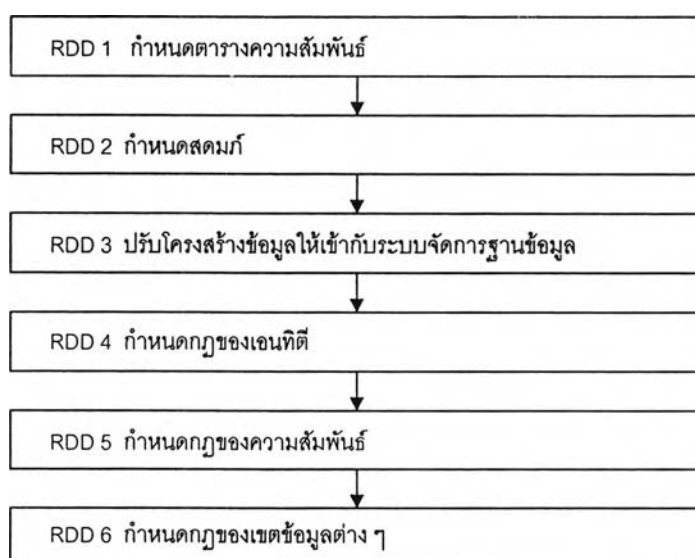 RDD 1 กำหนดตารางความสัมพันธ์
RDD 2 กำหนดสดมภ์
RDD 3 ปรับโครงสร้างข้อมูลให้เข้ากับระบบจัดการฐานข้อมูล
RDD 4 กำหนดกฎของเอนทิตี
RDD 5 กำหนดกฎของความสัมพันธ์
RDD 6 กำหนดกฎของเขตข้อมูลต่าง ๆ